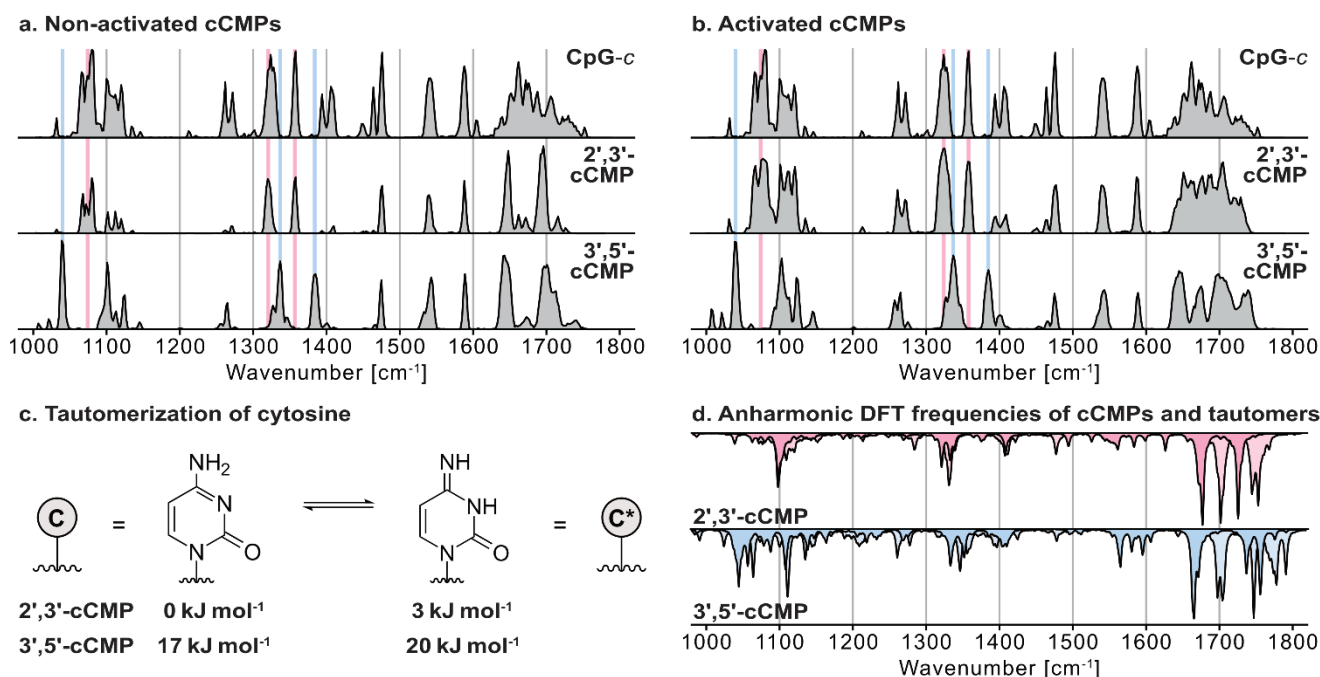 a. Non-activated cCMPs
CpG-c
2',3'-
cCMP
3',5'-
cCMP
1000 1100 1200 1300 1400 1500 1600 1700 1800
Wavenumber [cm⁻¹]
b. Activated cCMPs
CpG-c
2',3'-
cCMP
3',5'-
cCMP
1000 1100 1200 1300 1400 1500 1600 1700 1800
Wavenumber [cm⁻¹]
c. Tautomerization of cytosine
NH₂
NH
C
=
N
NH
=
C*
N
O
N
O
2',3'-cCMP 0 kJ mol⁻¹ 3 kJ mol⁻¹
3',5'-cCMP 17 kJ mol⁻¹ 20 kJ mol⁻¹
d. Anharmonic DFT frequencies of cCMPs and tautomers
2',3'-cCMP
3',5'-cCMP
1000 1100 1200 1300 1400 1500 1600 1700 1800
Wavenumber [cm⁻¹]